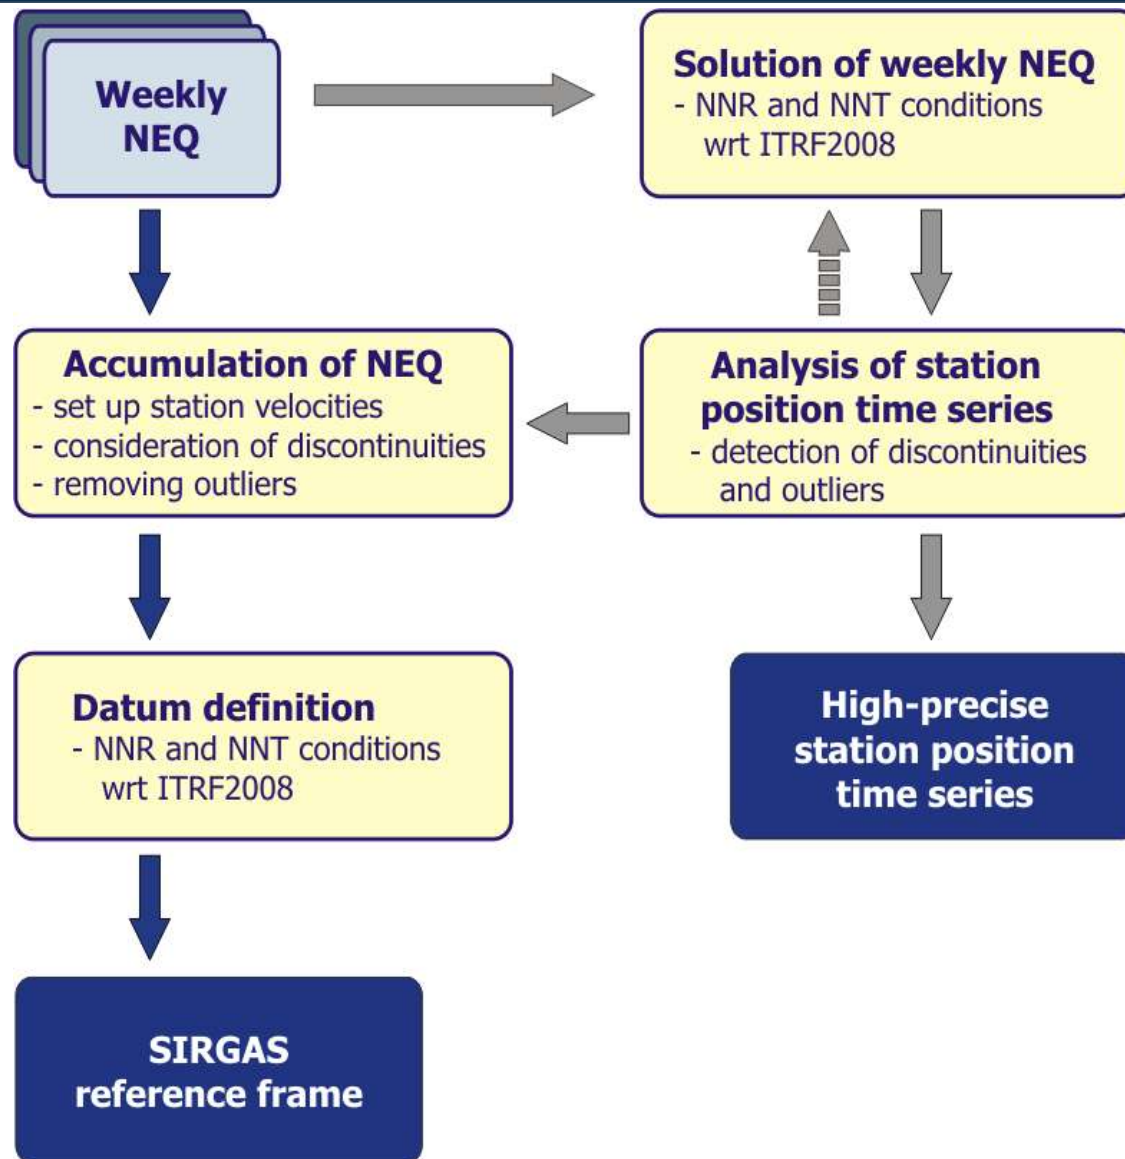 Weekly
NEQ
Solution of weekly NEQ
- NNR and NNT conditions
wrt ITRF2008
Accumulation of NEQ
- set up station velocities
- consideration of discontinuities
- removing outliers
Analysis of station
position time series
- detection of discontinuities
and outliers
Datum definition
- NNR and NNT conditions
wrt ITRF2008
High-precise
station position
time series
SIRGAS
reference frame